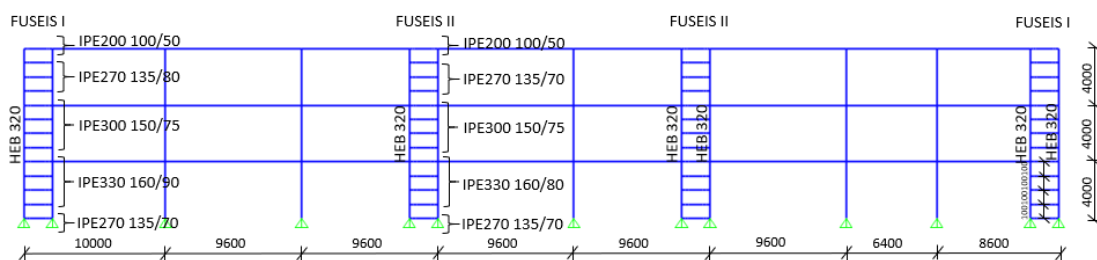 FUSEIS I
FUSEIS II
FUSEIS II
FUSEIS I
IPE200 100/50
IPE270 135/80
IPE300 150/75
IPE330 160/90
IPE270 135/70
IPE200 100/50
IPE270 135/70
IPE300 150/75
IPE330 160/80
IPE270 135/70
HEB 320
HEB 320
HEB 320
HEB 320
HEB 320
HEB 320
4000
4000
4000
10000
9600
9600
9600
9600
9600
6400
8600